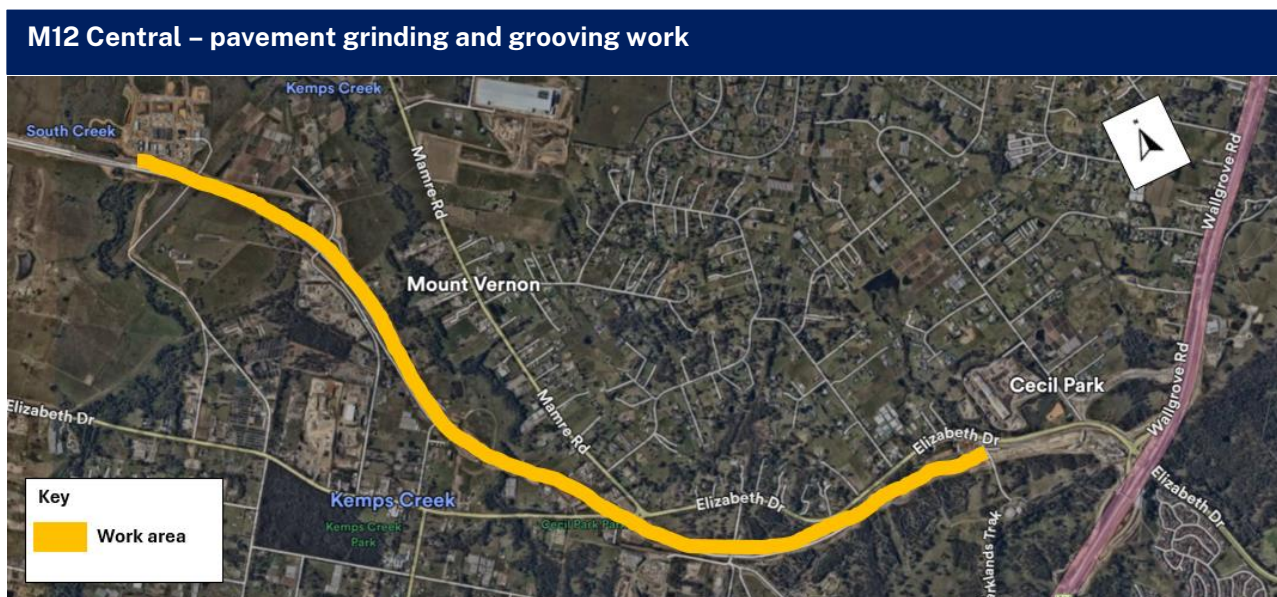 M12 Central – pavement grinding and grooving work
Kemps Creek
South Creek
Mamre Rd
Wallgrove Rd
Mount Vernon
Cecil Park
Wallgrove Rd
Mamre Rd
Elizabeth Dr
Elizabeth Dr
Elizabeth Dr
Elizabeth Dr
Kemps Creek
Kemps Creek
Park
Cecil Park
Key
Work area